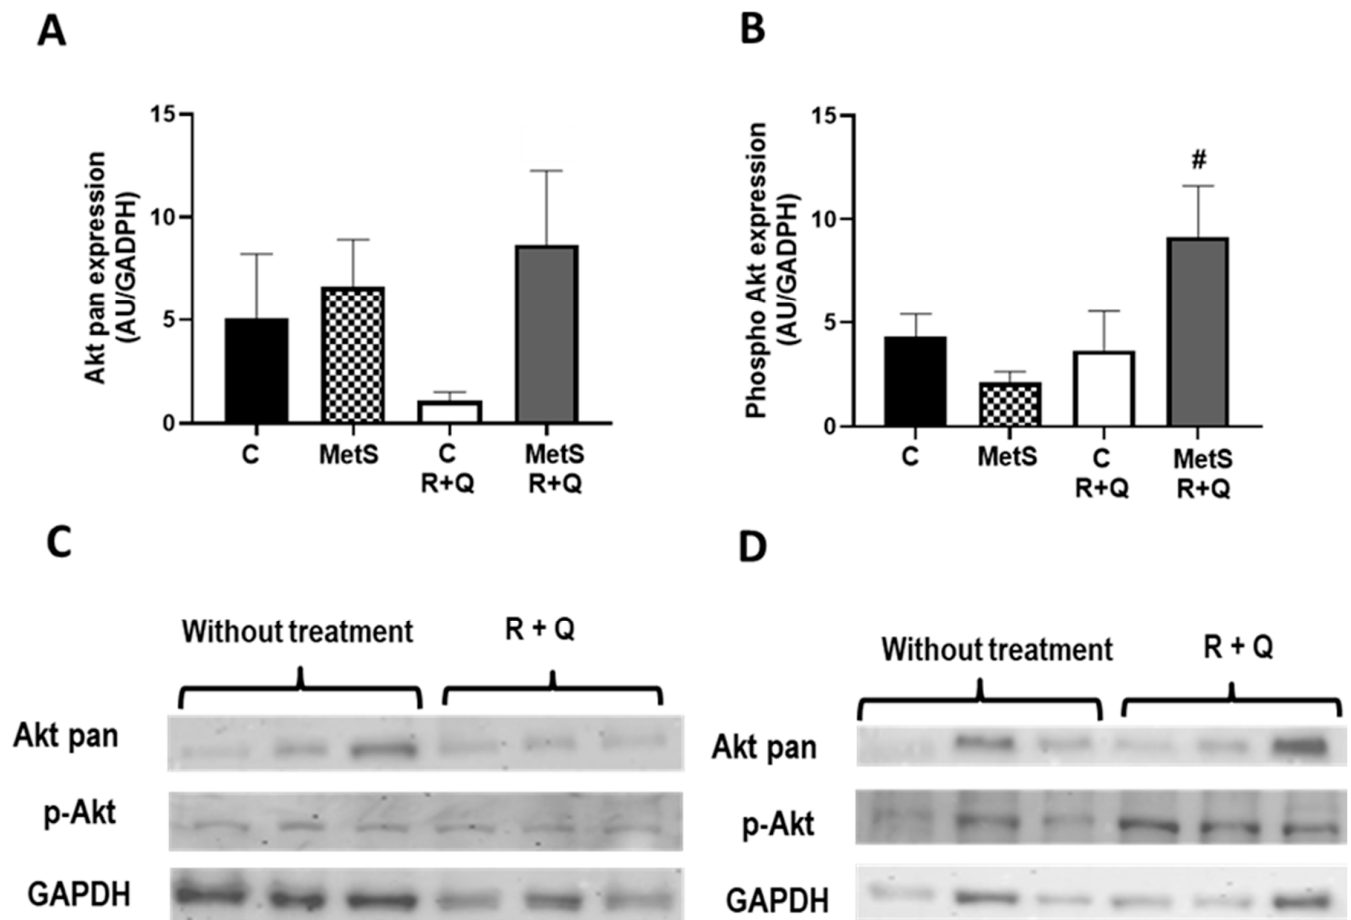 A
Akt pan expression
(AU/GADPH)
15
10
5
0
C
MetS
C
R+Q
MetS
R+Q
B
Phospho Akt expression
(AU/GADPH)
15
10
5
0
#
C
MetS
C
R+Q
MetS
R+Q
C
Without treatment
R + Q
Akt pan
p-Akt
GAPDH
D
Without treatment
R + Q
Akt pan
p-Akt
GAPDH